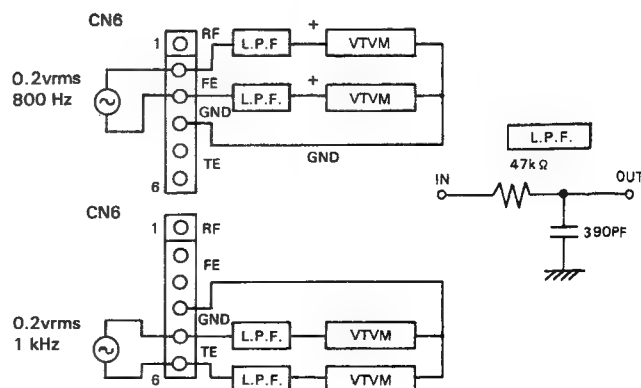 CN6
1
RF
L.P.F
+
VTVM
0.2vrms
800 Hz
FE
L.P.F.
+
VTVM
GND
GND
TE
6
L.P.F.
47kΩ
IN
OUT
390PF
CN6
1
RF
FE
0.2vrms
1 kHz
GND
L.P.F.
VTVM
TE
6
L.P.F.
VTVM